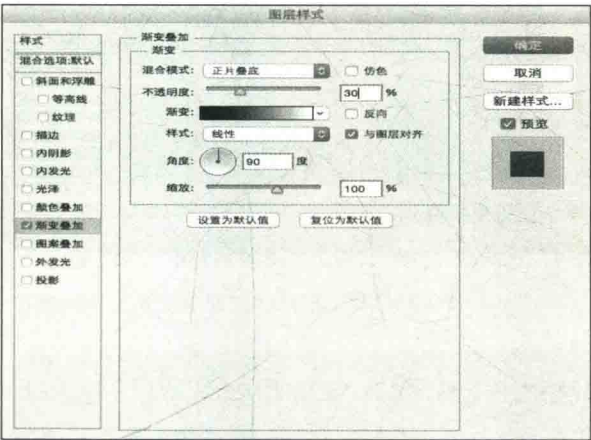 图层样式
样式
混合选项:默认
斜面和浮雕
等高线
纹理
描边
内阴影
内发光
光泽
颜色叠加
渐变叠加
图案叠加
外发光
投影
渐变叠加
渐变
混合模式: 正片叠底 仿色
不透明度: 30 %
渐变: 反向
样式: 线性 与图层对齐
角度: 90 度
缩放: 100 %
设置为默认值 复位为默认值
确定
取消
新建样式...
预览